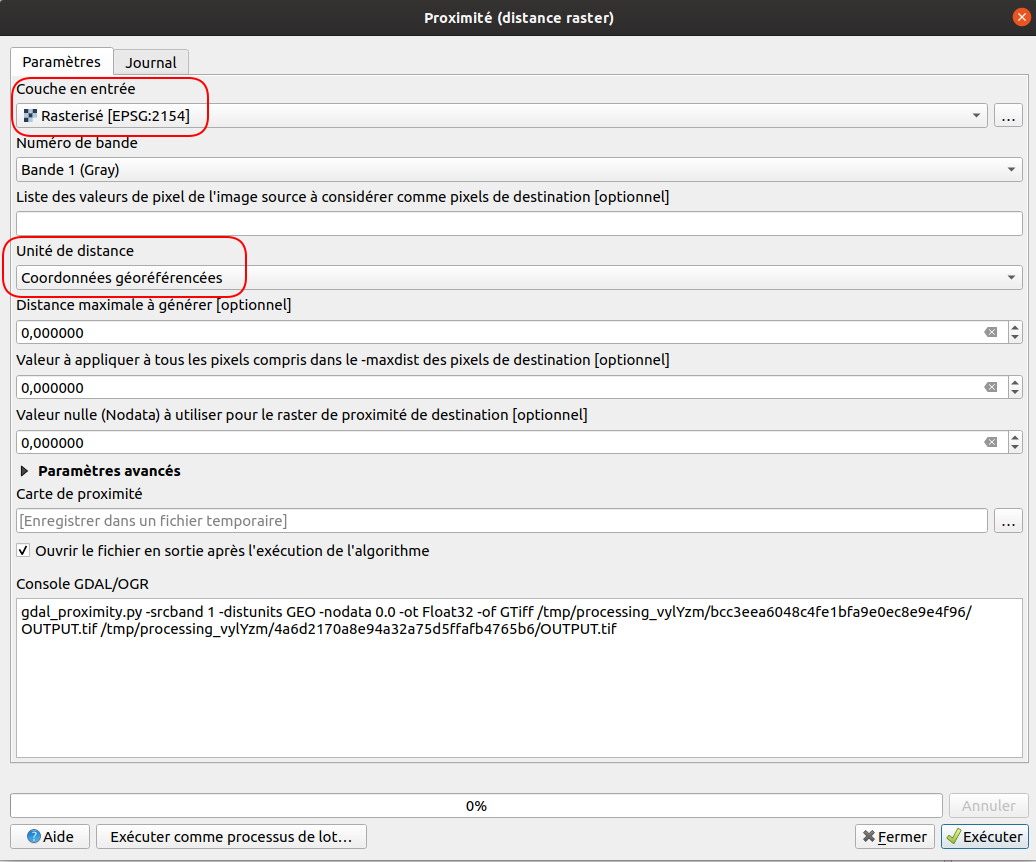 Proximité (distance raster)
Paramètres
Journal
Couche en entrée
Rasterisé [EPSG:2154]
...
Numéro de bande
Bande 1 (Gray)
Liste des valeurs de pixel de l'image source à considérer comme pixels de destination [optionnel]
Unité de distance
Coordonnées géoréférencées
Distance maximale à générer [optionnel]
0,000000
Valeur à appliquer à tous les pixels compris dans le -maxdist des pixels de destination [optionnel]
0,000000
Valeur nulle (Nodata) à utiliser pour le raster de proximité de destination [optionnel]
0,000000
Paramètres avancés
Carte de proximité
[Enregistrer dans un fichier temporaire]
...
Ouvrir le fichier en sortie après l'exécution de l'algorithme
Console GDAL/OGR
gdal_proximity.py -srcband 1 -distunits GEO -nodata 0.0 -ot Float32 -of GTiff /tmp/processing_vylYzm/bcc3eea6048c4fe1bfa9e0ec8e9e4f96/
OUTPUT.tif /tmp/processing_vylYzm/4a6d2170a8e94a32a75d5ffafb4765b6/OUTPUT.tif
0%
Annuler
Aide
Exécuter comme processus de lot...
Fermer
Exécuter